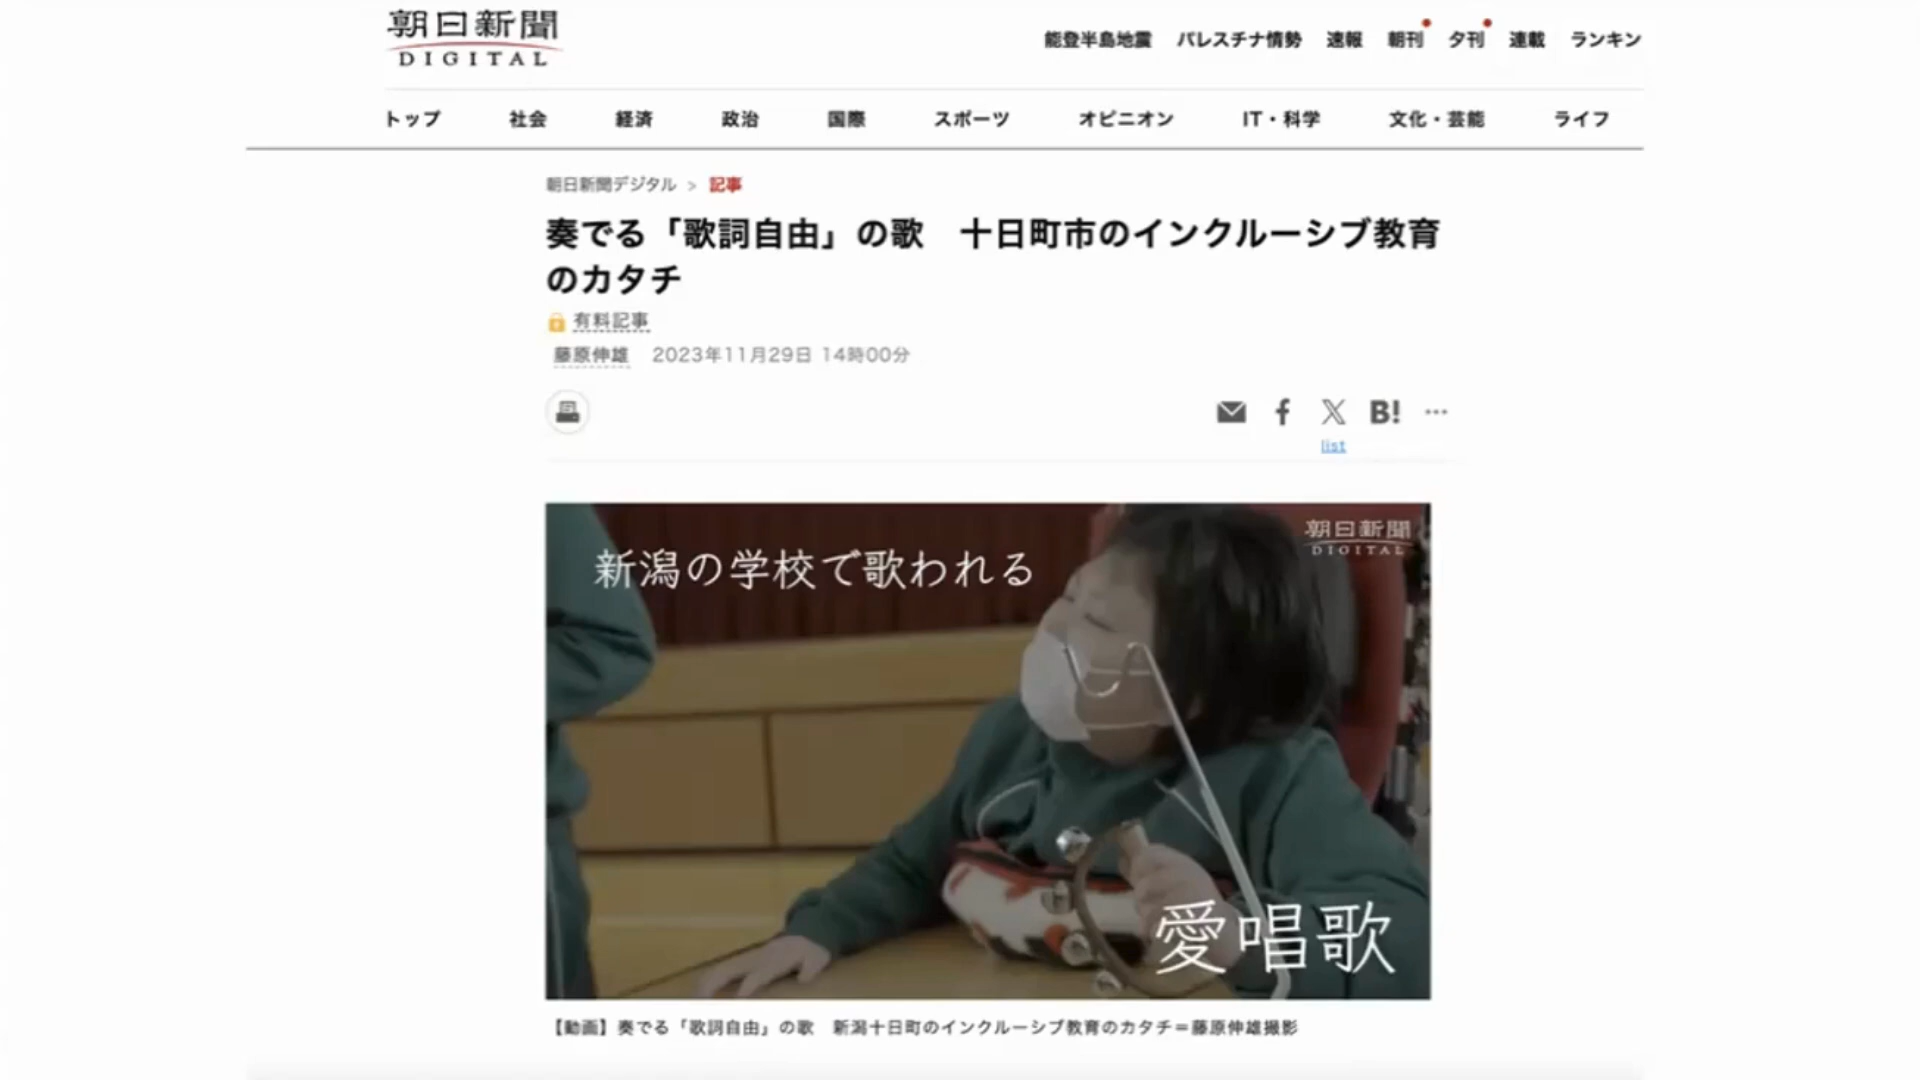 朝日新聞
DIGITAL
能登半島地震 パレスチナ情勢 速報 朝刊 夕刊 連載 ランキン
トップ 社会 経済 政治 国際 スポーツ オピニオン IT・科学 文化・芸能 ライフ
朝日新聞デジタル > 記事
奏でる「歌詞自由」の歌　十日町市のインクルーシブ教育
のカタチ
有料記事
藤原伸雄 2023年11月29日 14時00分
B!
list
朝日新聞
DIGITAL
新潟の学校で歌われる
愛唱歌
【動画】奏でる「歌詞自由」の歌　新潟十日町のインクルーシブ教育のカタチ＝藤原伸雄撮影